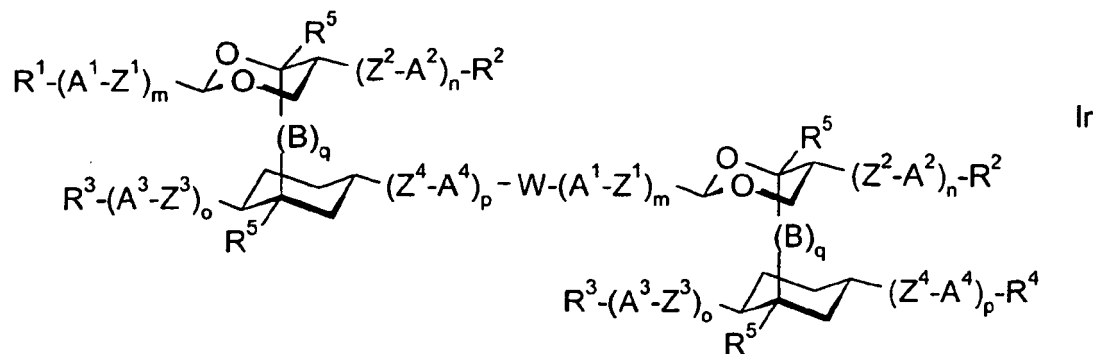 R⁵
O
R¹-(A¹-Z¹)ₘ O (Z²-A²)ₙ-R²
(B)q R⁵ Ir
O
R³-(A³-Z³)ₒ (Z⁴-A⁴)ₚ-W-(A¹-Z¹)ₘ O (Z²-A²)ₙ-R²
R⁵ (B)q
R³-(A³-Z³)ₒ (Z⁴-A⁴)ₚ-R⁴
R⁵